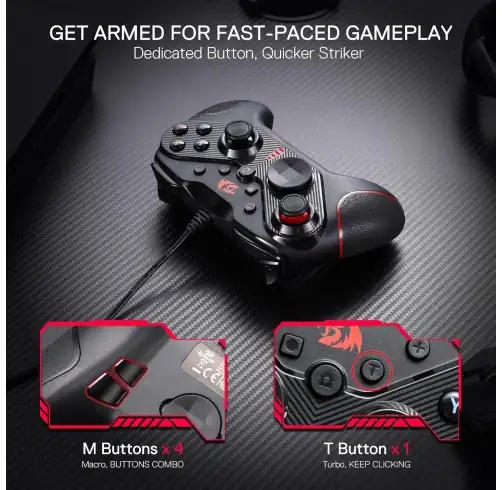 GET ARMED FOR FAST-PACED GAMEPLAY
Dedicated Button, Quicker Striker
T
Y
M Buttons x 4
T Button x 1
Macro, BUTTONS COMBO
Turbo, KEEP CLICKING